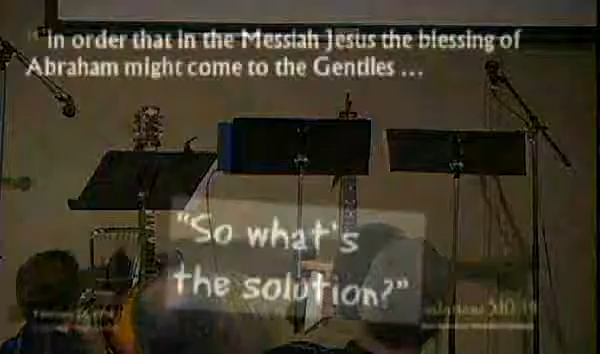 In order that in the Messiah Jesus the blessing of
Abraham might come to the Gentiles ...
"So what's
the solution?"